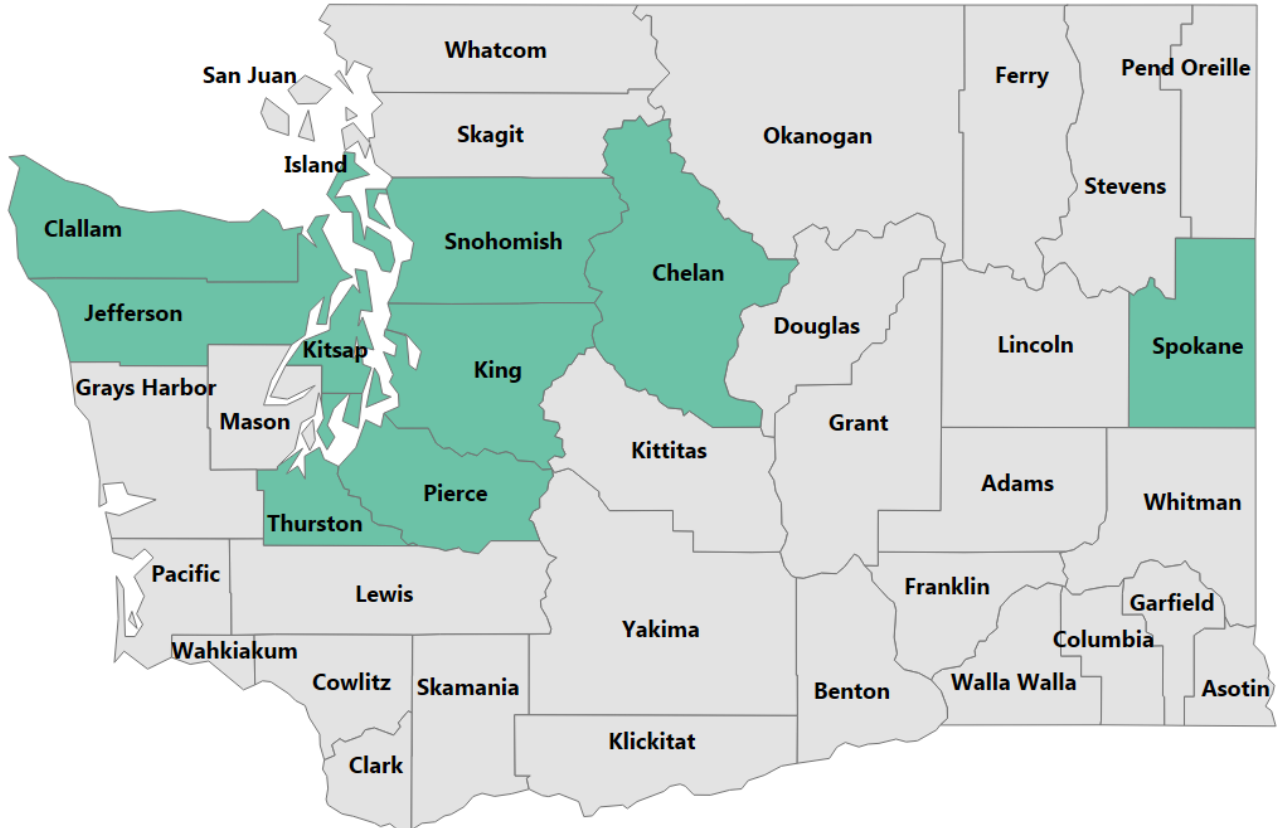 Whatcom
San Juan
Ferry
Pend Oreille
Skagit
Okanogan
Island
Stevens
Clallam
Snohomish
Chelan
Jefferson
Douglas
Kitsap
Lincoln
Spokane
King
Grays Harbor
Mason
Grant
Kittitas
Adams
Pierce
Whitman
Thurston
Pacific
Lewis
Franklin
Garfield
Yakima
Columbia
Wahkiakum
Cowlitz
Skamania
Benton
Walla Walla
Asotin
Klickitat
Clark